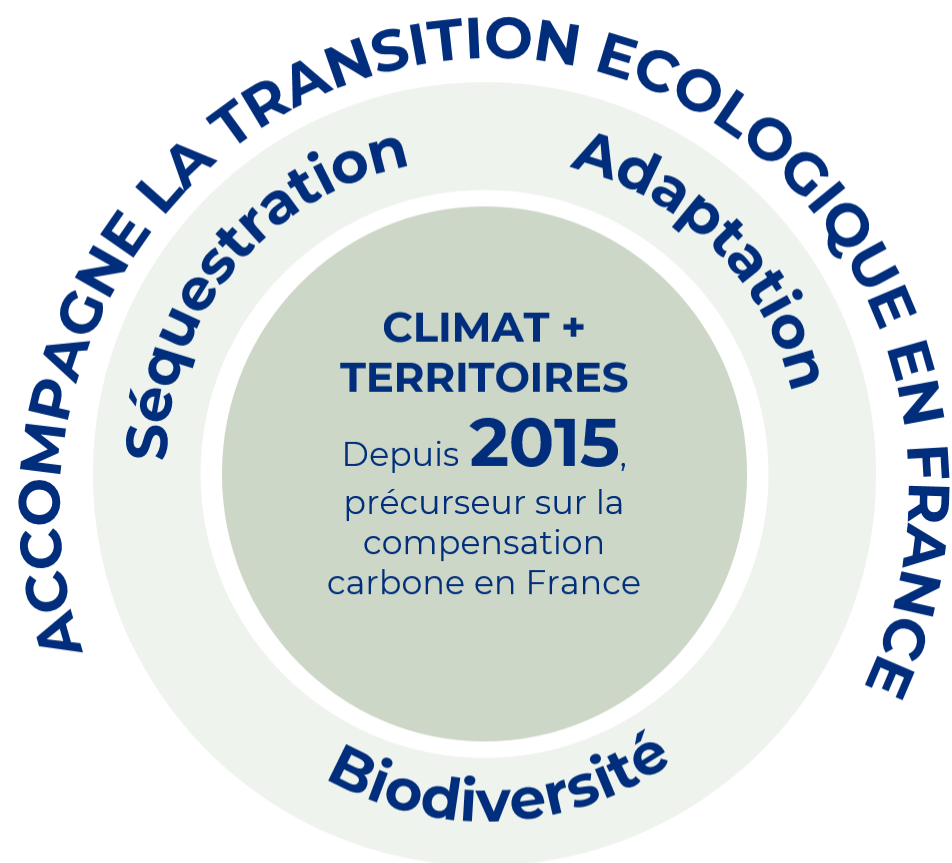 ACCOMPAGNE LA TRANSITION ECOLOGIQUE EN FRANCE
Séquestration
Adaptation
CLIMAT +
TERRITOIRES
Depuis 2015,
précurseur sur la
compensation
carbone en France
Biodiversité